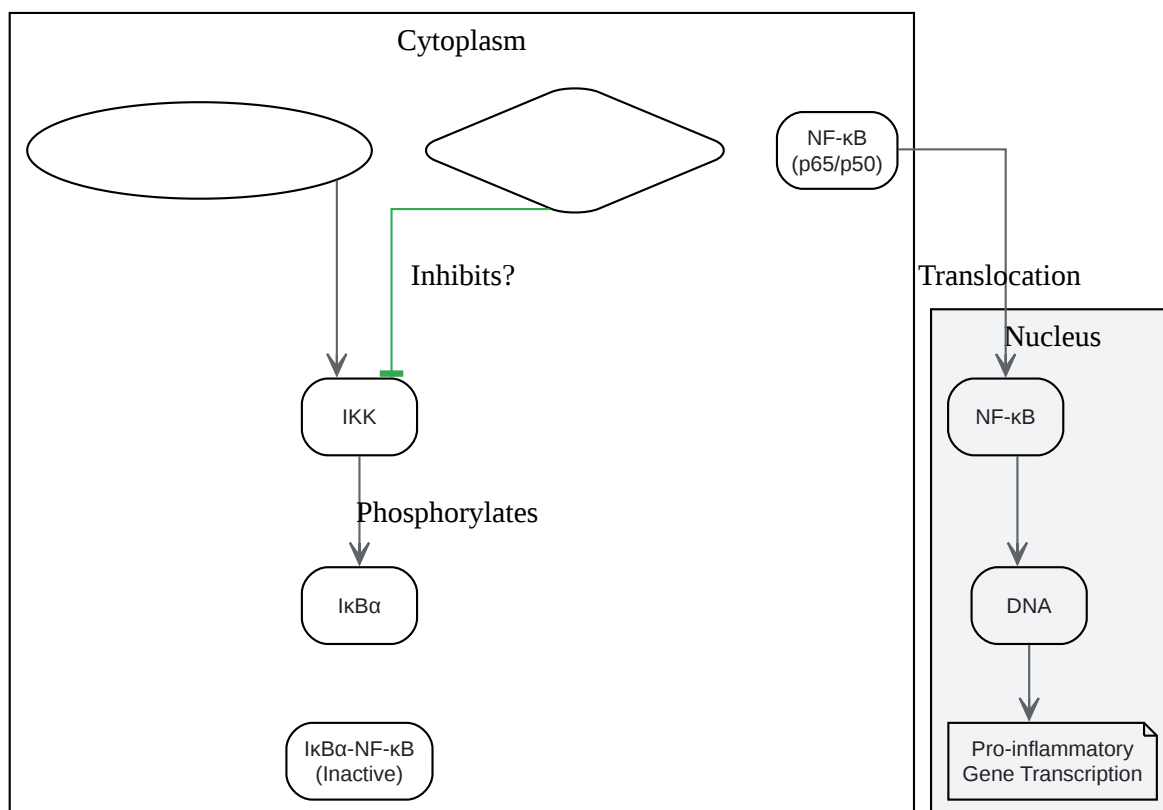 Cytoplasm
NF-κB
(p65/p50)
Inhibits?
Translocation
Nucleus
IKK
NF-κB
Phosphorylates
IκBα
DNA
IκBα-NF-κB
(Inactive)
Pro-inflammatory
Gene Transcription